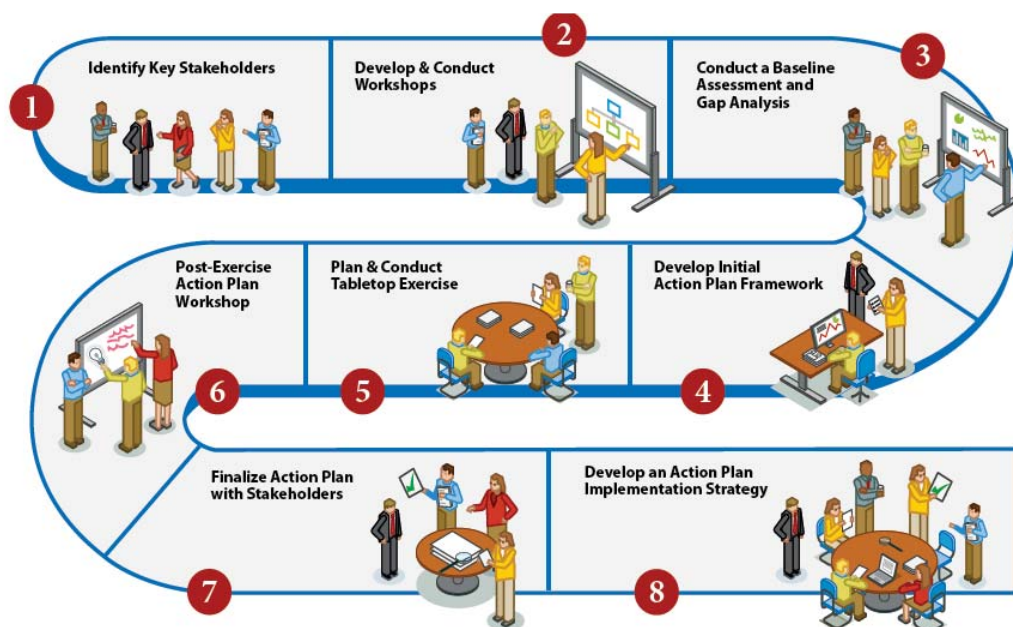 1
Identify Key Stakeholders
2
Develop & Conduct
Workshops
3
Conduct a Baseline
Assessment and
Gap Analysis
4
Develop Initial
Action Plan Framework
5
Plan & Conduct
Tabletop Exercise
6
Post-Exercise
Action Plan
Workshop
7
Finalize Action Plan
with Stakeholders
8
Develop an Action Plan
Implementation Strategy